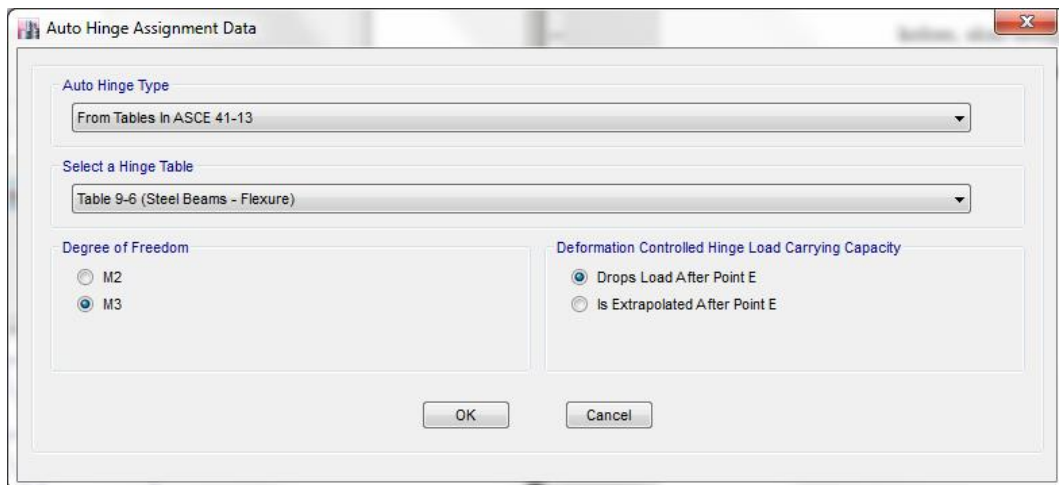 Auto Hinge Assignment Data
Auto Hinge Type
From Tables In ASCE 41-13
Select a Hinge Table
Table 9-6 (Steel Beams - Flexure)
Degree of Freedom
M2
M3
Deformation Controlled Hinge Load Carrying Capacity
Drops Load After Point E
Is Extrapolated After Point E
OK
Cancel